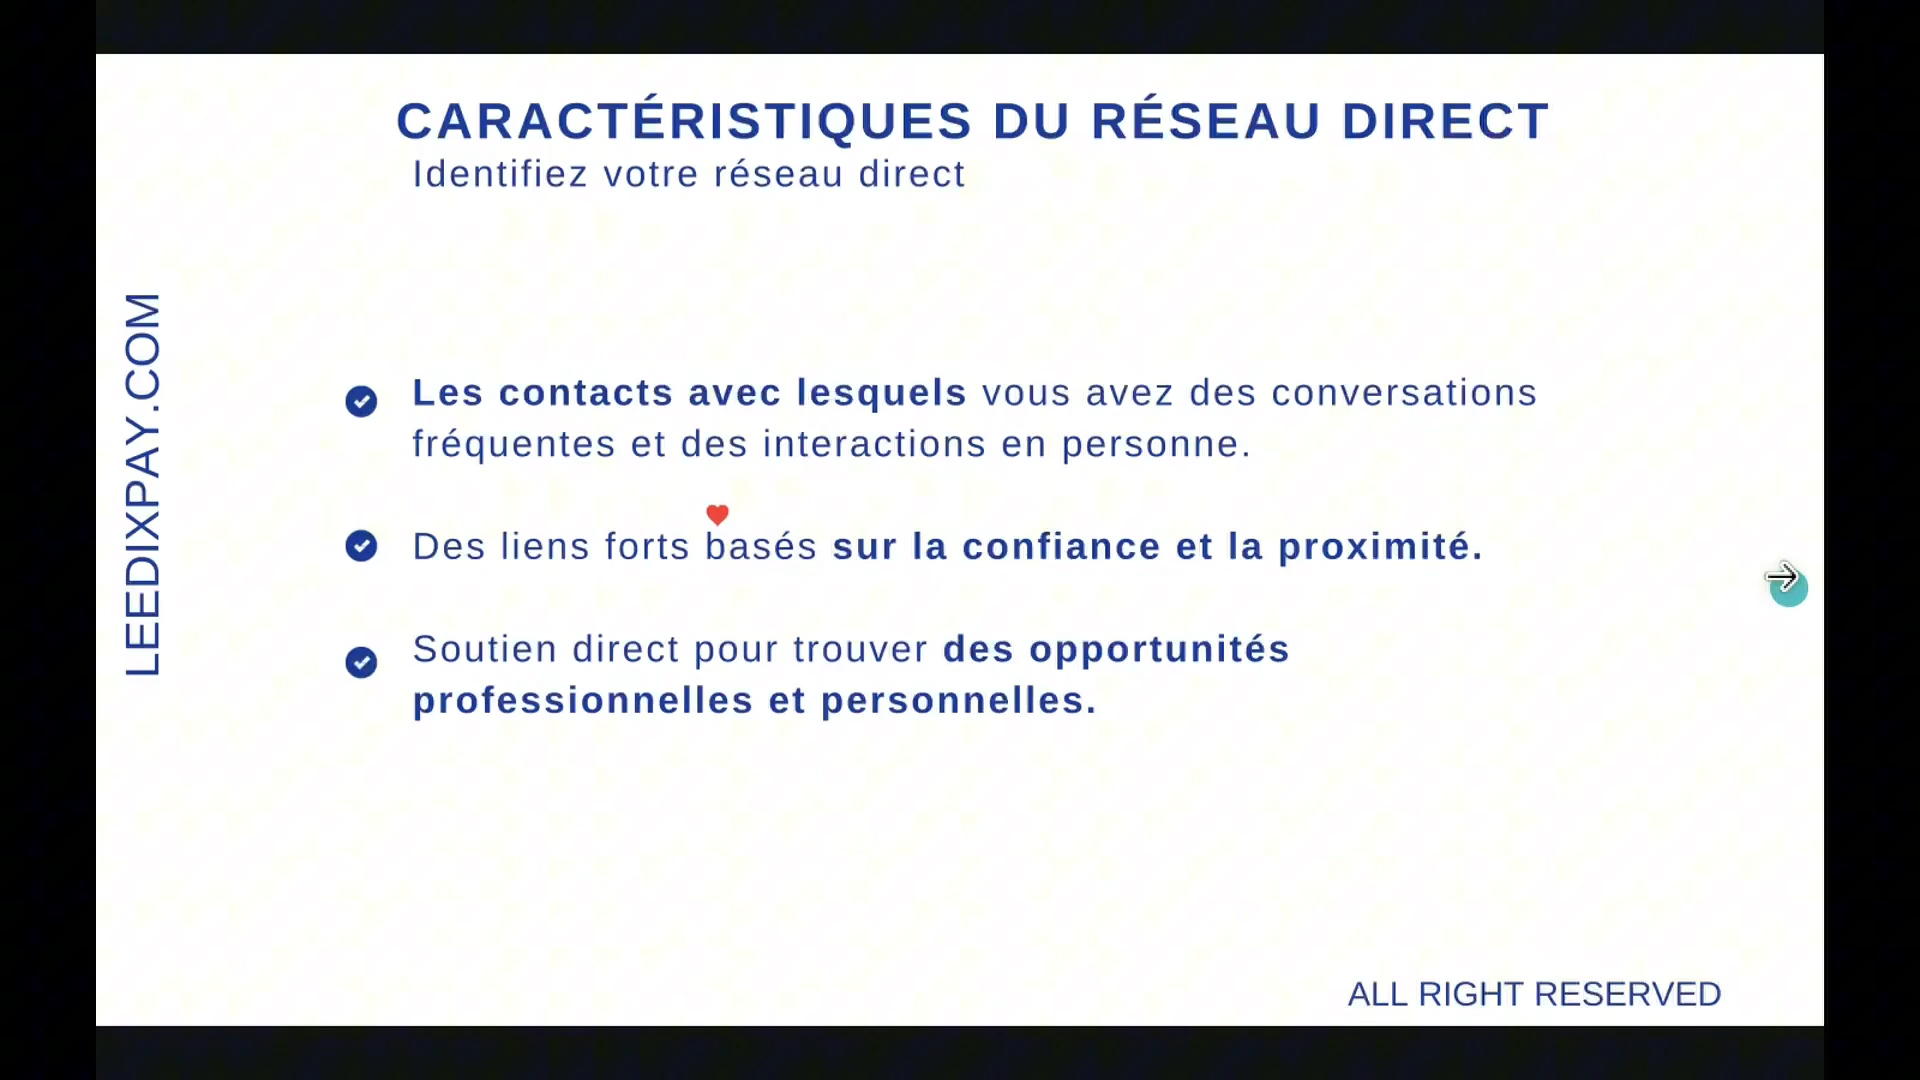 CARACTÉRISTIQUES DU RÉSEAU DIRECT
Identifiez votre réseau direct
LEEDIXPAY.COM
Les contacts avec lesquels vous avez des conversations
fréquentes et des interactions en personne.
Des liens forts basés sur la confiance et la proximité.
Soutien direct pour trouver des opportunités
professionnelles et personnelles.
ALL RIGHT RESERVED